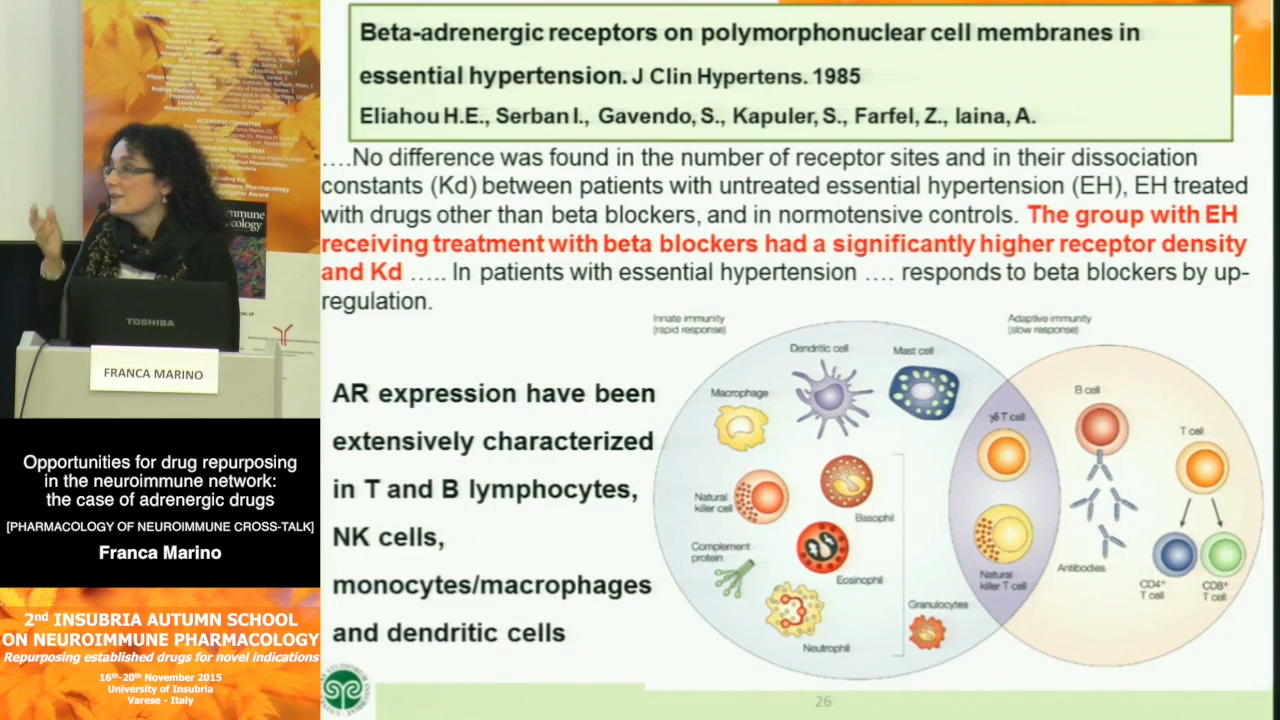 Beta-adrenergic receptors on polymorphonuclear cell membranes in
essential hypertension. J Clin Hypertens. 1985
Eliahou H.E., Serban I., Gavendo, S., Kapuler, S., Farfel, Z., Iaina, A.
....No difference was found in the number of receptor sites and in their dissociation
constants (Kd) between patients with untreated essential hypertension (EH), EH treated
with drugs other than beta blockers, and in normotensive controls. The group with EH
receiving treatment with beta blockers had a significantly higher receptor density
and Kd ..... In patients with essential hypertension .... responds to beta blockers by up-
regulation.
AR expression have been
extensively characterized
in T and B lymphocytes,
NK cells,
monocytes/macrophages
and dendritic cells
Innate immunity
(rapid response)
Adaptive immunity
(slow response)
Dendritic cell
Mast cell
Macrophage
γδ T cell
B cell
T cell
Natural
killer cell
Basophil
Complement
protein
Eosinophil
Natural
killer T cell
Antibodies
CD4+
T cell
CD8+
T cell
Granulocytes
Neutrophil
26
TOSHIBA
FRANCA MARINO
Opportunities for drug repurposing
in the neuroimmune network:
the case of adrenergic drugs
[PHARMACOLOGY OF NEUROIMMUNE CROSS-TALK]
Franca Marino
2nd INSUBRIA AUTUMN SCHOOL
ON NEUROIMMUNE PHARMACOLOGY
Repurposing established drugs for novel indications
16th-20th November 2015
University of Insubria
Varese - Italy